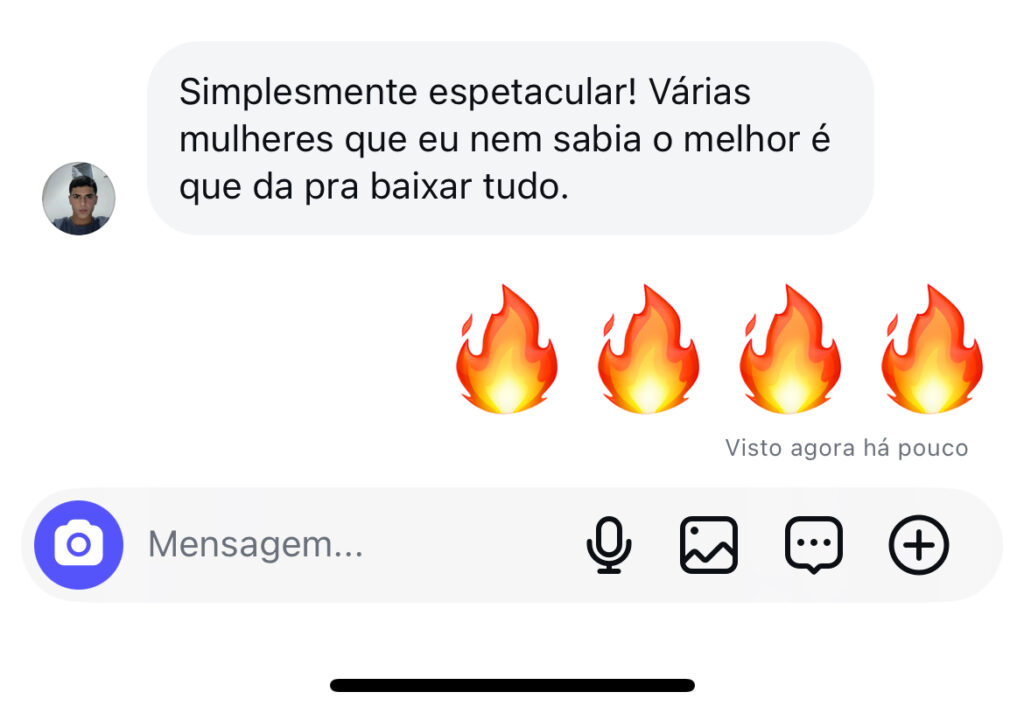 Simplesmente espetacular! Várias
mulheres que eu nem sabia o melhor é
que da pra baixar tudo.
Visto agora há pouco
Mensagem...